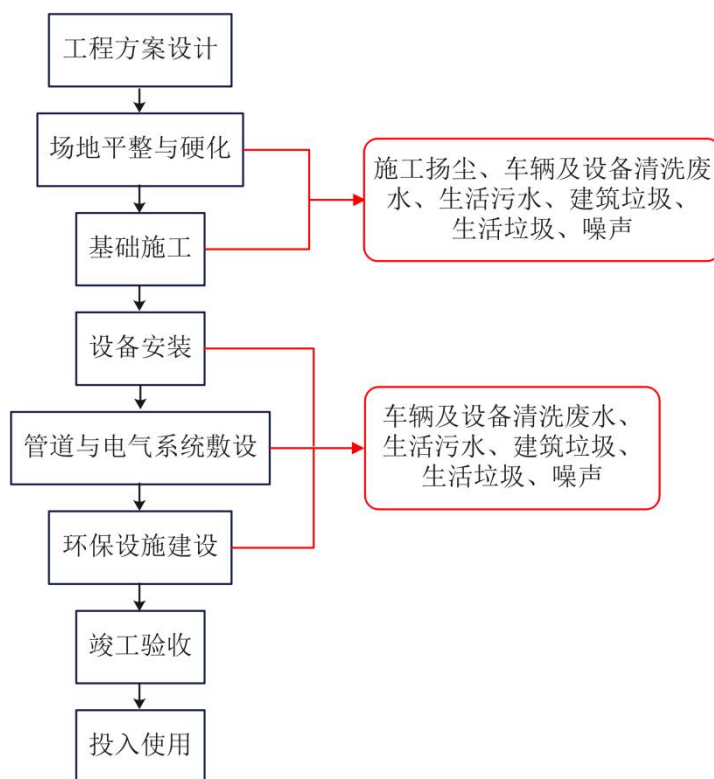 工程方案设计
场地平整与硬化
施工扬尘、车辆及设备清洗废
水、生活污水、建筑垃圾、
生活垃圾、噪声
基础施工
设备安装
管道与电气系统敷设
车辆及设备清洗废水、
生活污水、建筑垃圾、
生活垃圾、噪声
环保设施建设
竣工验收
投入使用